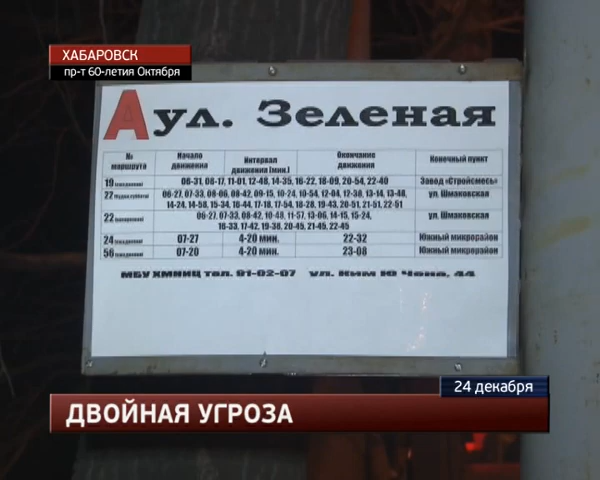 ХАБАРОВСК
пр-т 60-летия Октября
А ул. Зеленая
№ маршрута Начало движения Интервал движения (мин.) Окончание движения Конечный пункт
19 (ежедневно) 06-31, 08-17, 11-01, 12-48, 14-35, 16-22, 18-09, 20-54, 22-40 Завод «Стройсмесь»
22 06-27, 07-33, 08-06, 08-42, 09-15, 10-24, 10-54, 12-04, 12-38, 13-14, 13-48, ул. Шмаковская
14-24, 14-58, 15-34, 16-44, 17-18, 17-54, 18-28, 19-43, 20-51, 21-51, 22-51
22 06-27, 07-33, 08-42, 10-48, 11-57, 13-06, 14-15, 15-24, ул. Шмаковская
16-33, 17-42, 19-38, 20-45, 21-45, 22-45
24 (ежедневно) 07-27 4-20 мин. 22-32 Южный микрорайон
56 (ежедневно) 07-20 4-20 мин. 23-08 Южный микрорайон
МБУ ХМНИЦ тел. 91-02-07 ул. Ким Ю Чена, 44
24 декабря
ДВОЙНАЯ УГРОЗА